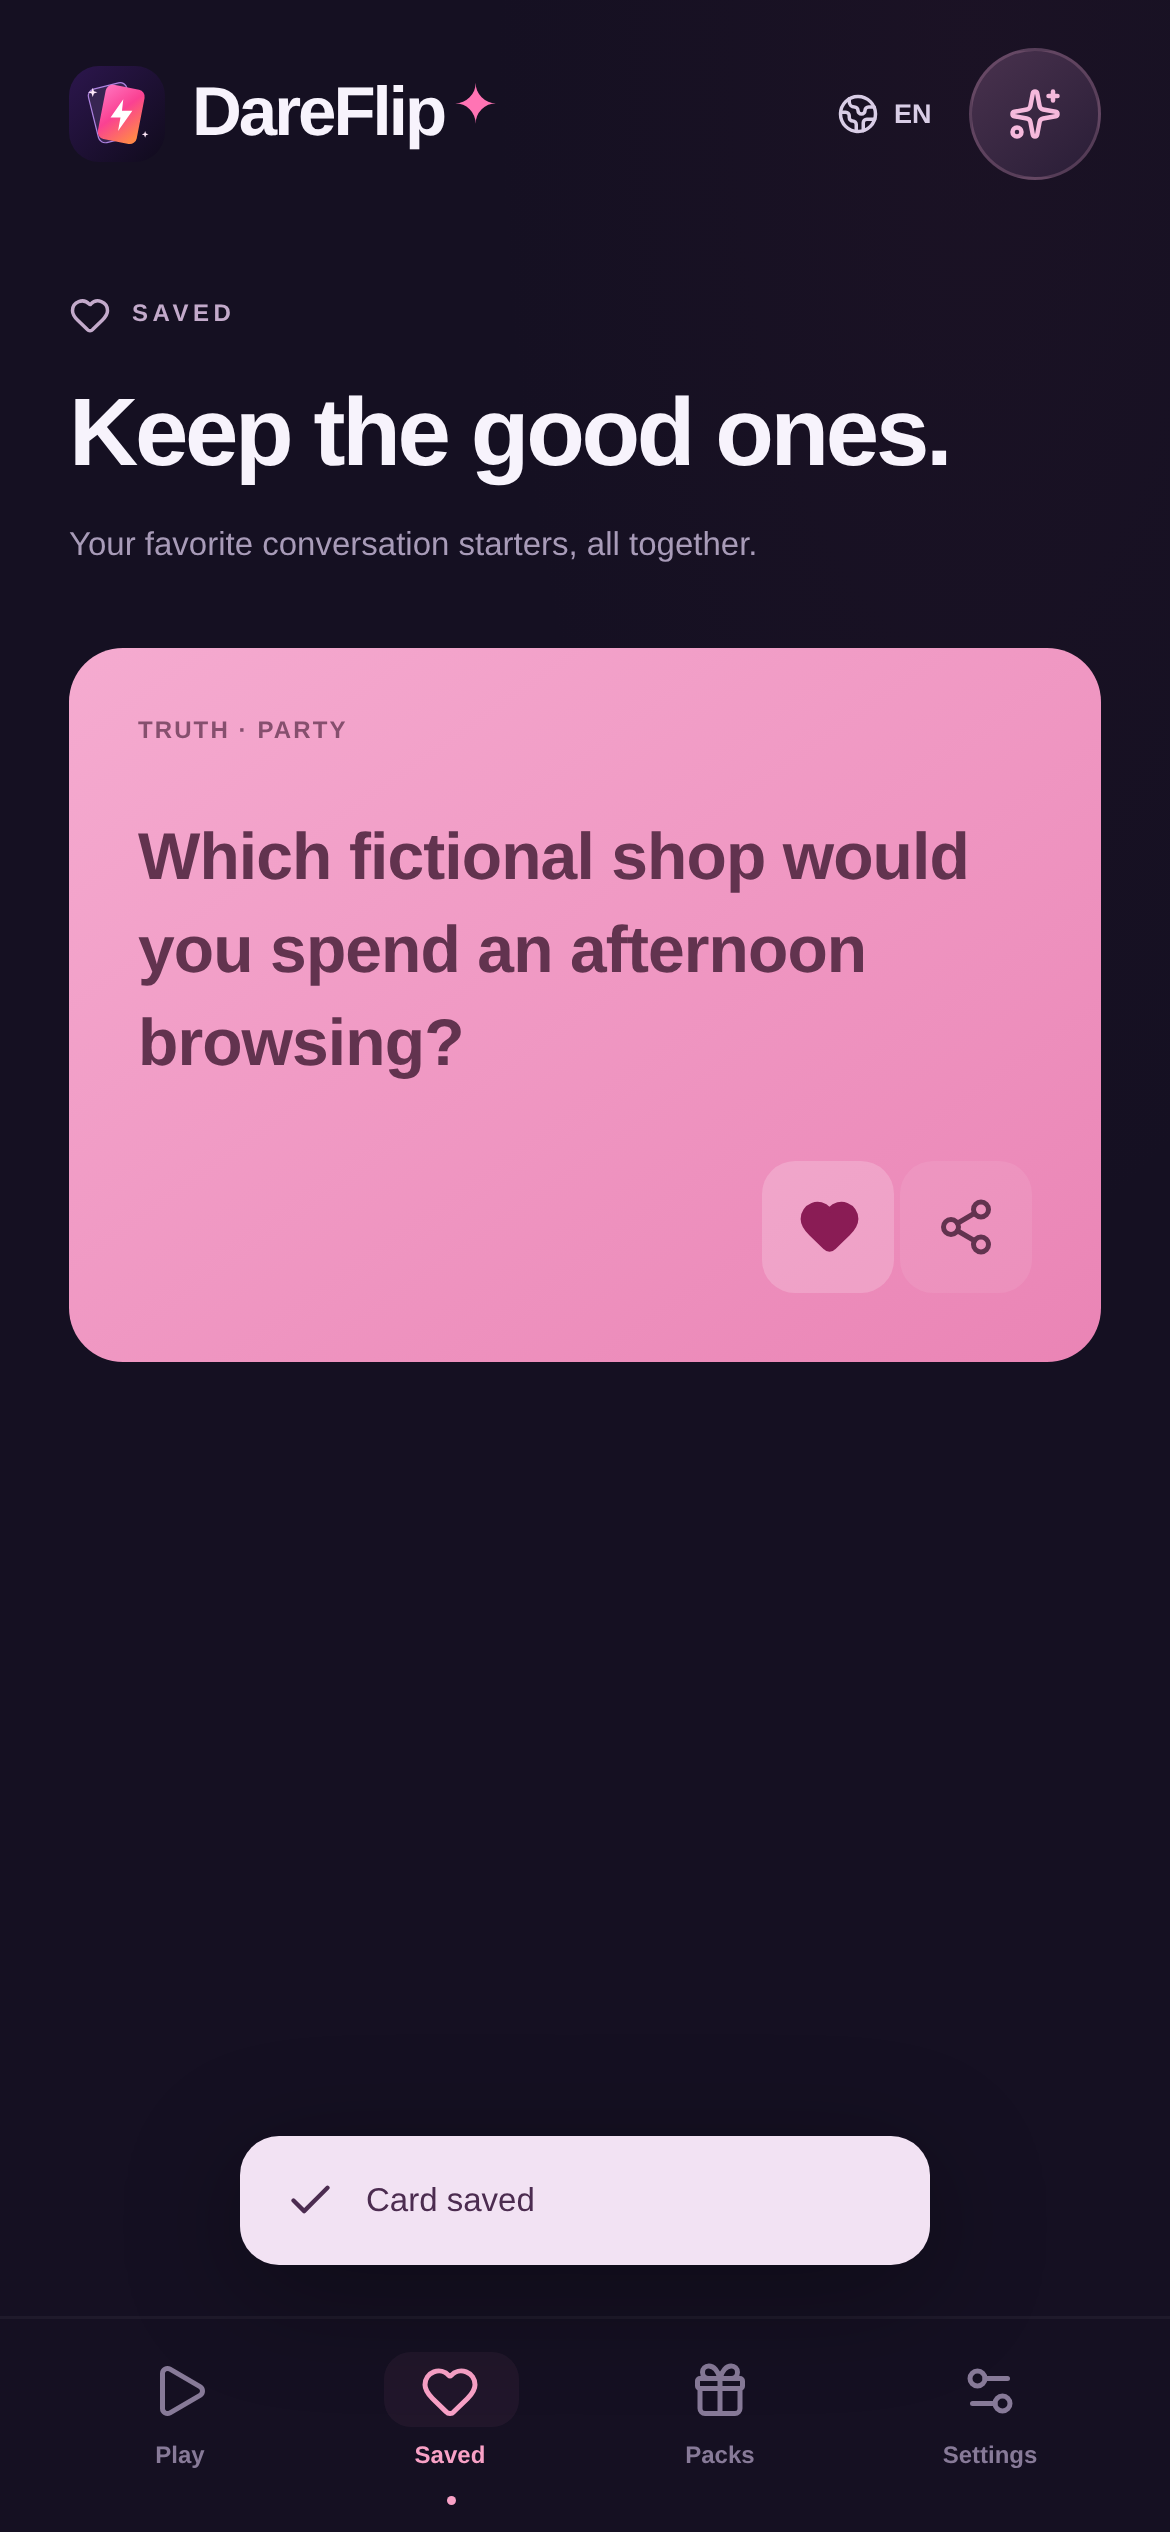 DareFlip
EN
SAVED
Keep the good ones.
Your favorite conversation starters, all together.
TRUTH · PARTY
Which fictional shop would
you spend an afternoon
browsing?
Card saved
Play
Saved
Packs
Settings